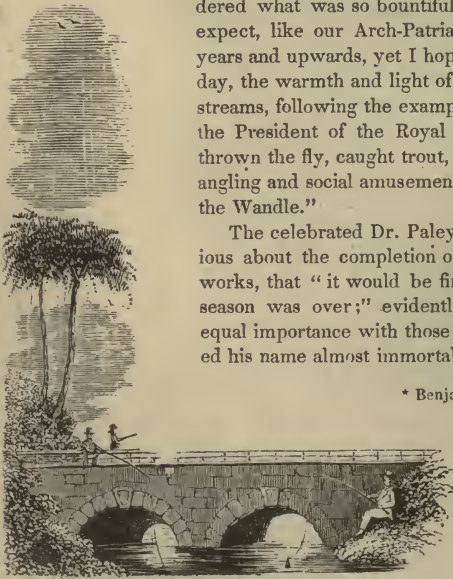 dered what was so bountiful
expect, like our Arch-Patria
years and upwards, yet I hop
day, the warmth and light of
streams, following the examp
the President of the Royal
thrown the fly, caught trout,
angling and social amusemen
the Wandle."
The celebrated Dr. Paley
ious about the completion o
works, that "it would be fi
season was over;" evidentl
equal importance with those
ed his name almost immorta
* Benja